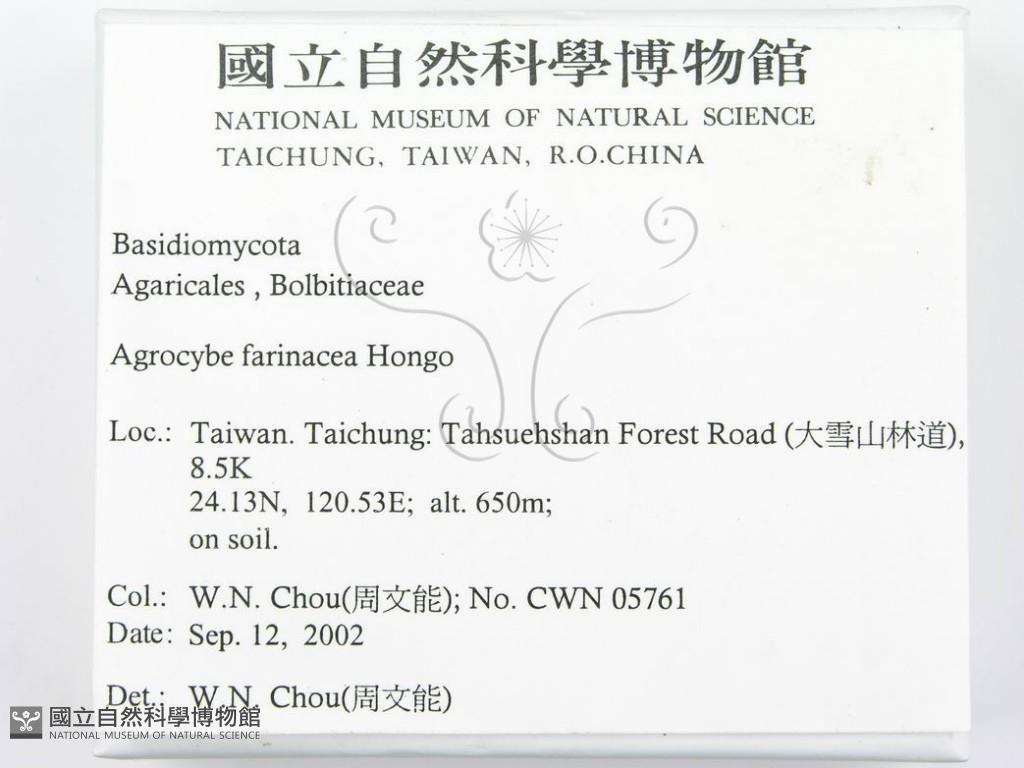 國立自然科學博物館
NATIONAL MUSEUM OF NATURAL SCIENCE
TAICHUNG, TAIWAN, R.O.CHINA
Basidiomycota
Agaricales , Bolbitiaceae
Agrocybe farinacea Hongo
Loc.: Taiwan. Taichung: Tahsuehshan Forest Road (大雪山林道),
8.5K
24.13N, 120.53E; alt. 650m;
on soil.
Col.: W.N. Chou(周文能); No. CWN 05761
Date: Sep. 12, 2002
Det.: W.N. Chou(周文能)
國立自然科學博物館
NATIONAL MUSEUM OF NATURAL SCIENCE